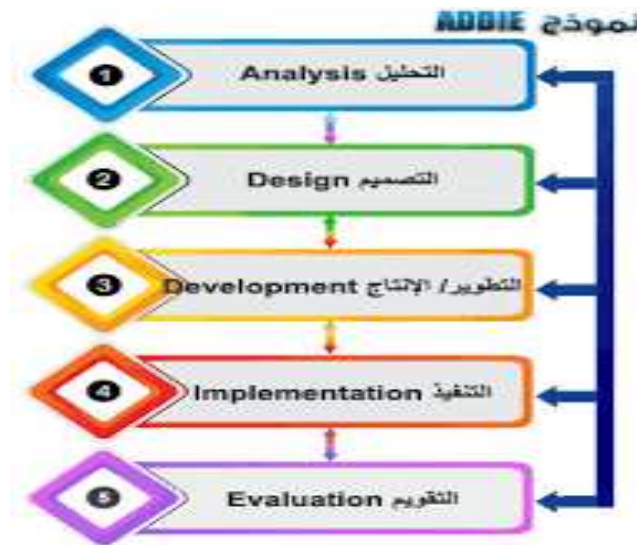 نموذج ADDIE
1 Analysis التحليل
2 Design التصميم
3 Development التطوير/ الإنتاج
4 Implementation التنفيذ
5 Evaluation التقويم